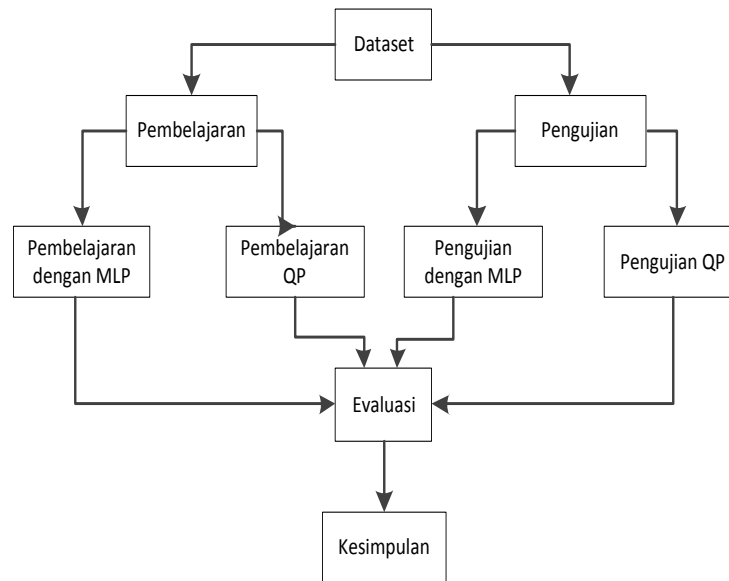 Dataset
Pembelajaran
Pengujian
Pembelajaran
dengan MLP
Pembelajaran
QP
Pengujian
dengan MLP
Pengujian QP
Evaluasi
Kesimpulan